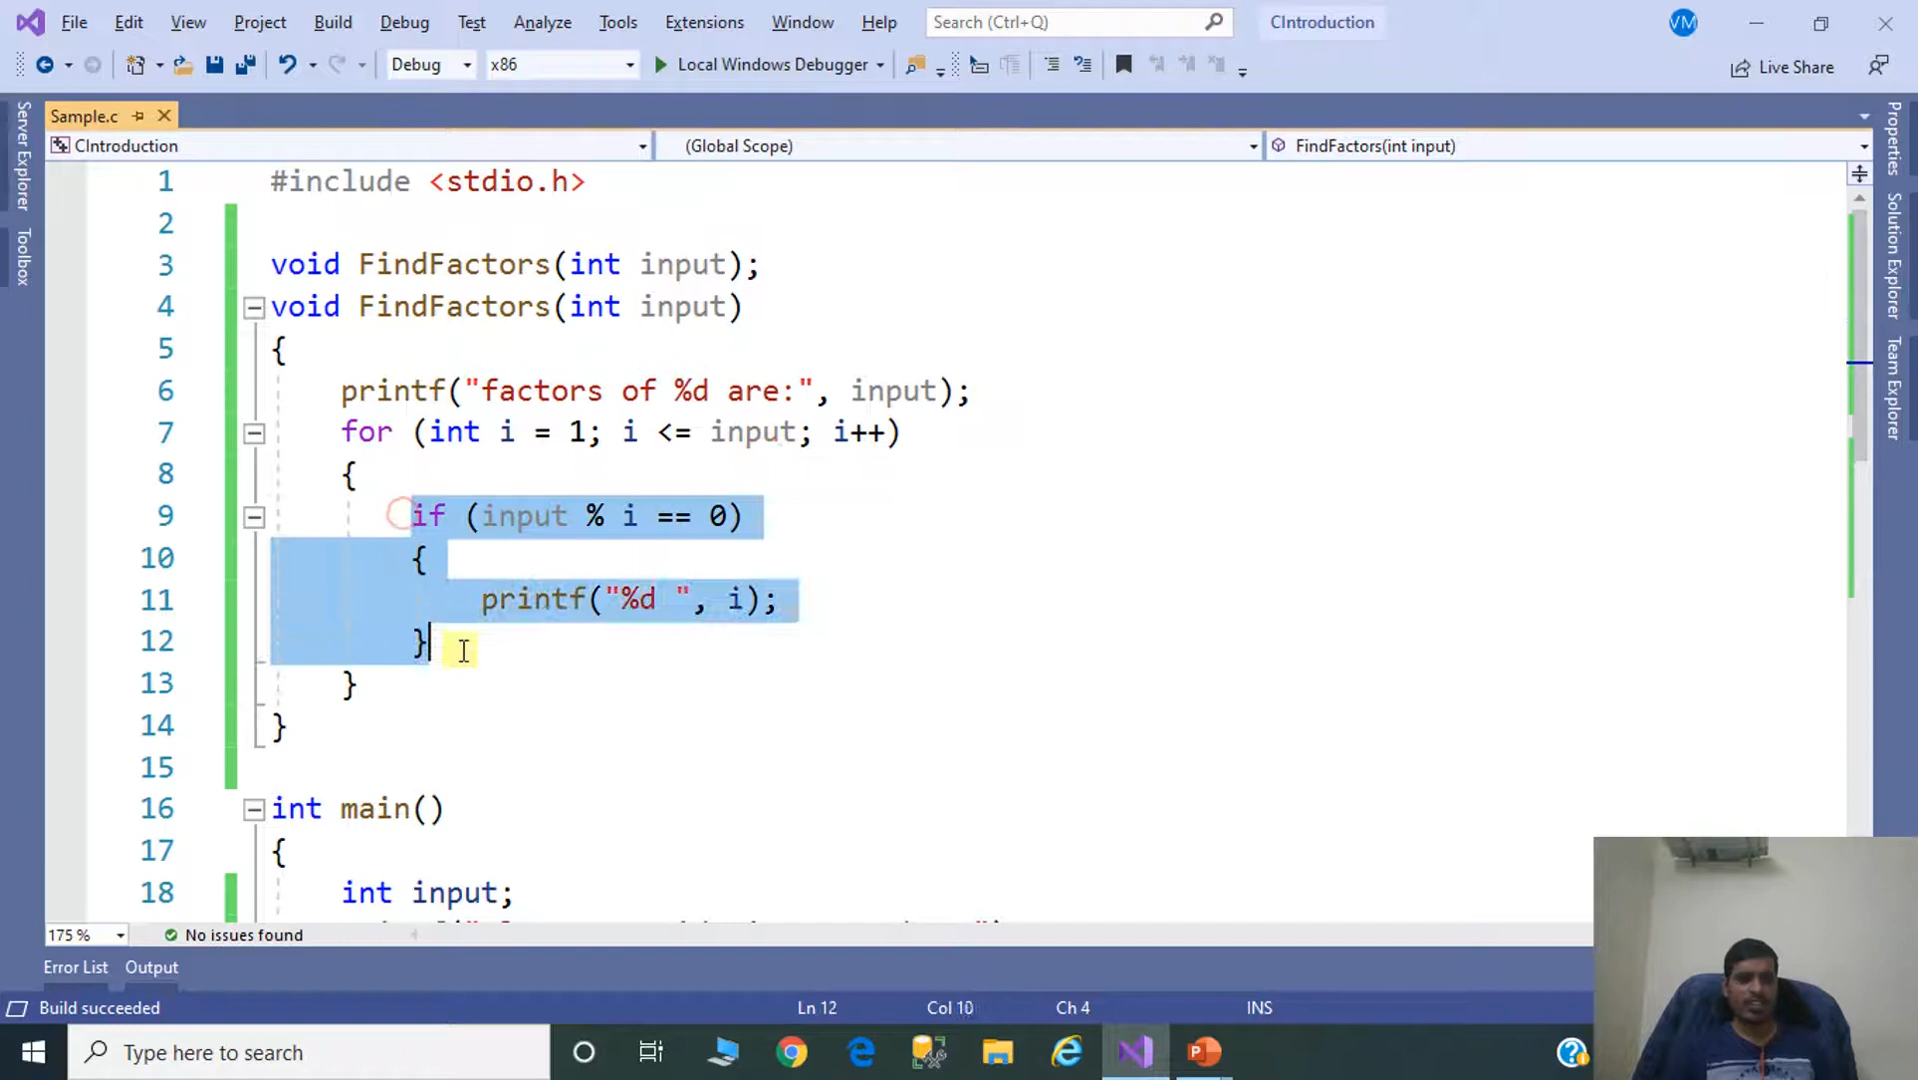 File Edit View Project Build Debug Test Analyze Tools Extensions Window Help Search (Ctrl+Q) CIntroduction VM
Debug x86 Local Windows Debugger Live Share
Server Explorer
Toolbox
Sample.c
CIntroduction (Global Scope) FindFactors(int input)
1 #include <stdio.h>
2
3 void FindFactors(int input);
4 void FindFactors(int input)
5 {
6 printf("factors of %d are:", input);
7 for (int i = 1; i <= input; i++)
8 {
9 if (input % i == 0)
10 {
11 printf("%d ", i);
12 }
13 }
14 }
15
16 int main()
17 {
18 int input;
Properties
Solution Explorer
Team Explorer
175 % No issues found
Error List Output
Build succeeded Ln 12 Col 10 Ch 4 INS
Type here to search